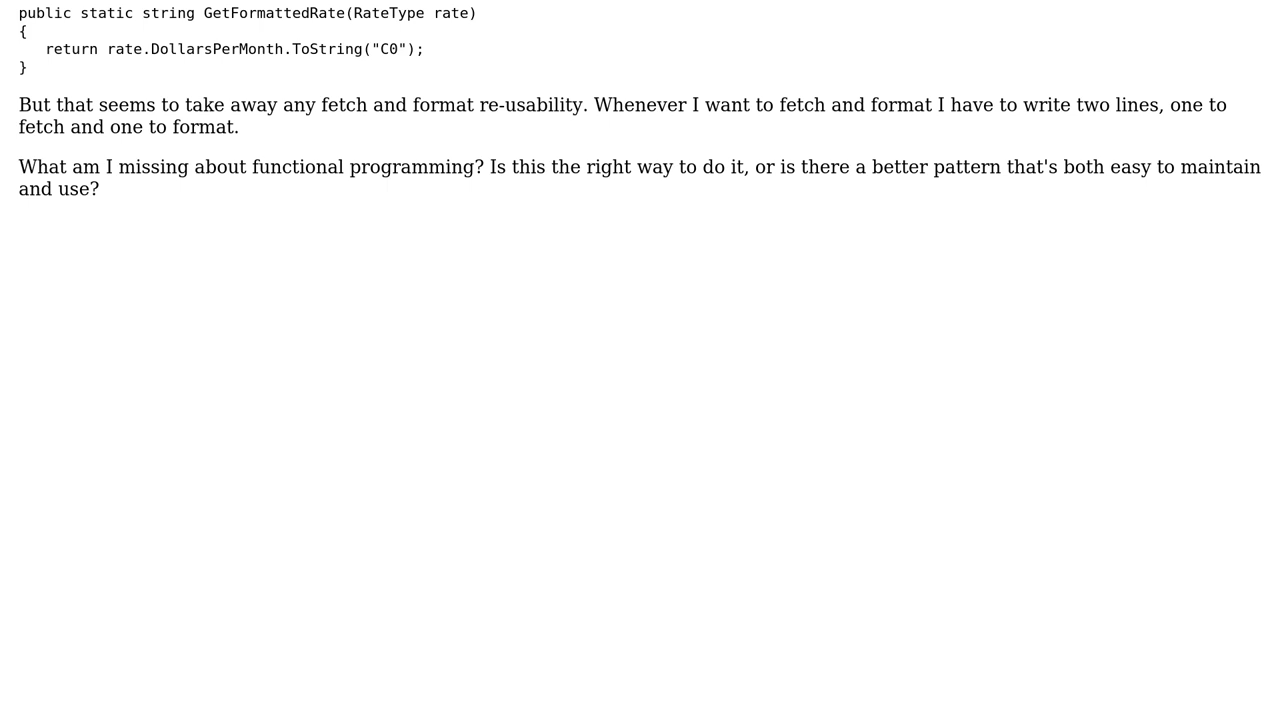 public static string GetFormattedRate(RateType rate)
{
   return rate.DollarsPerMonth.ToString("C0");
}
But that seems to take away any fetch and format re-usability. Whenever I want to fetch and format I have to write two lines, one to
fetch and one to format.
What am I missing about functional programming? Is this the right way to do it, or is there a better pattern that's both easy to maintain
and use?